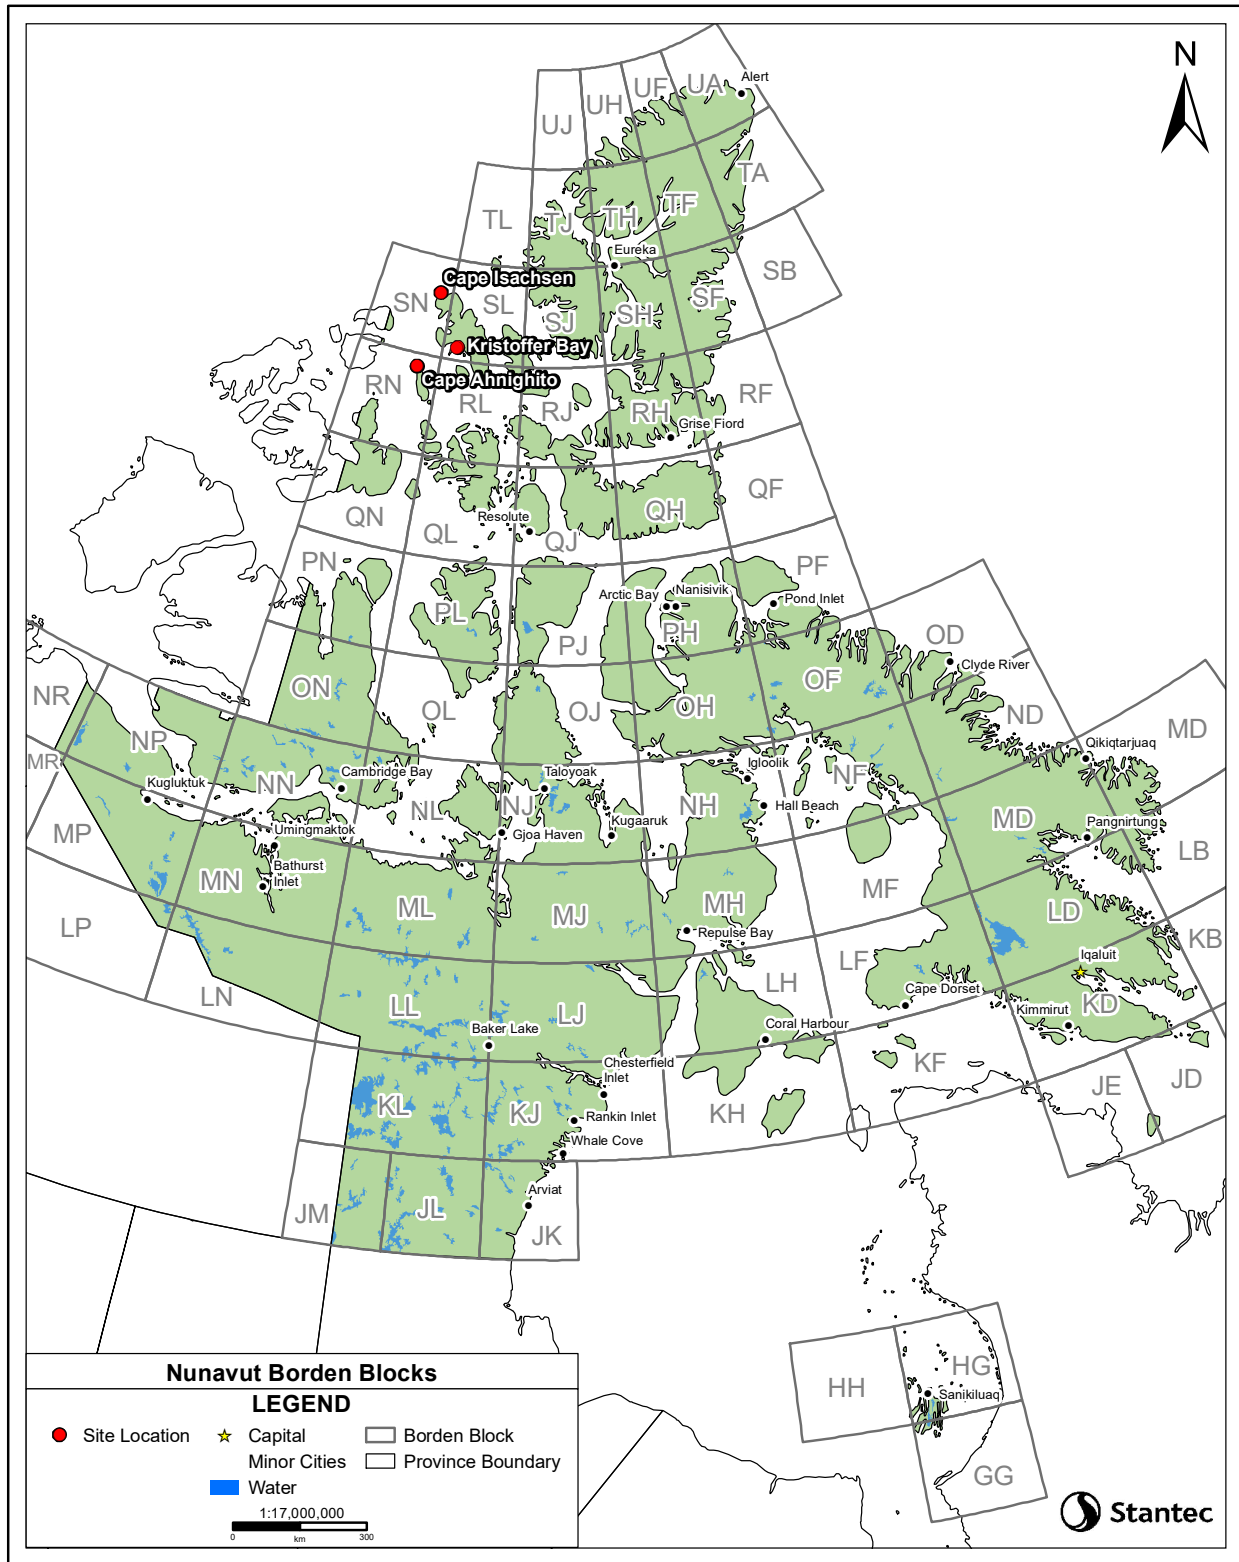 N
UJ
UH
UF
UA
Alert
TL
TJ
TH
TF
TA
Eureka
SN
Cape Isachsen
SL
SJ
SH
SF
SB
Kristoffer Bay
Cape Ahnighito
RN
RL
RJ
RH
RF
Grise Fiord
QN
QL
Resolute
QJ
QH
QF
PN
PL
PJ
Arctic Bay
Nanisivik
PH
PF
Pond Inlet
ON
OL
OJ
OH
OF
OD
Clyde River
NR
NP
NN
Cambridge Bay
NL
NJ
Taloyoak
NH
Igloolik
NF
Hall Beach
ND
Qikiqtarjuaq
MD
MR
Kugluktuk
Umingmaktok
Gjoa Haven
Kugaaruk
MP
MN
Bathurst
Inlet
ML
MJ
MH
MF
MD
Pangnirtung
LB
Repulse Bay
LP
LN
LL
LJ
LH
LF
LD
KB
Iqaluit
Cape Dorset
Kimmirut
KD
Baker Lake
Coral Harbour
Chesterfield
Inlet
KL
KJ
Rankin Inlet
Whale Cove
KH
KF
JE
JD
JM
JL
Arviat
JK
HH
HG
Sanikiluaq
GG
Nunavut Borden Blocks
LEGEND
Site Location
Capital
Borden Block
Minor Cities
Province Boundary
Water
1:17,000,000
0 km 300
Stantec